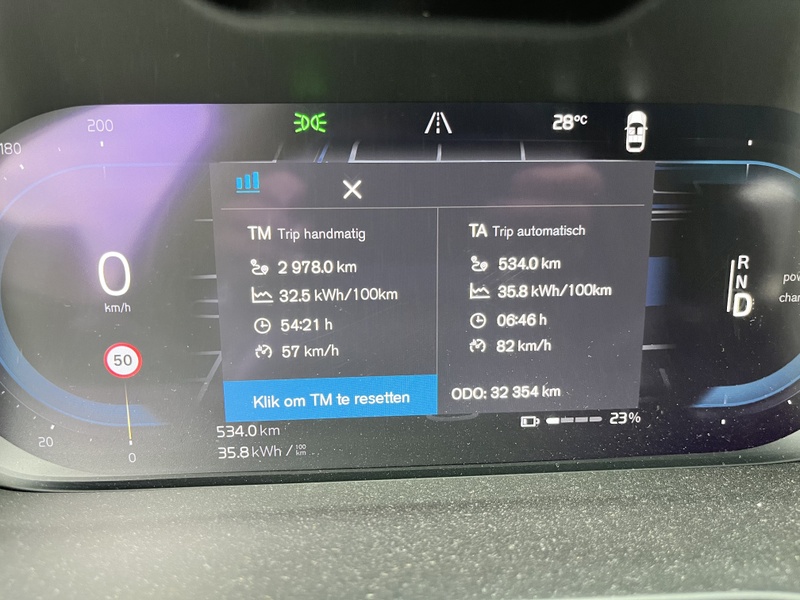 200
180
28°C
TM Trip handmatig
2 978.0 km
32.5 kWh/100km
54:21 h
57 km/h
Klik om TM te resetten
TA Trip automatisch
534.0 km
35.8 kWh/100km
06:46 h
82 km/h
ODO: 32 354 km
0
km/h
50
20
0
534.0 km
35.8 kWh / 100 km
23%
R
N
D